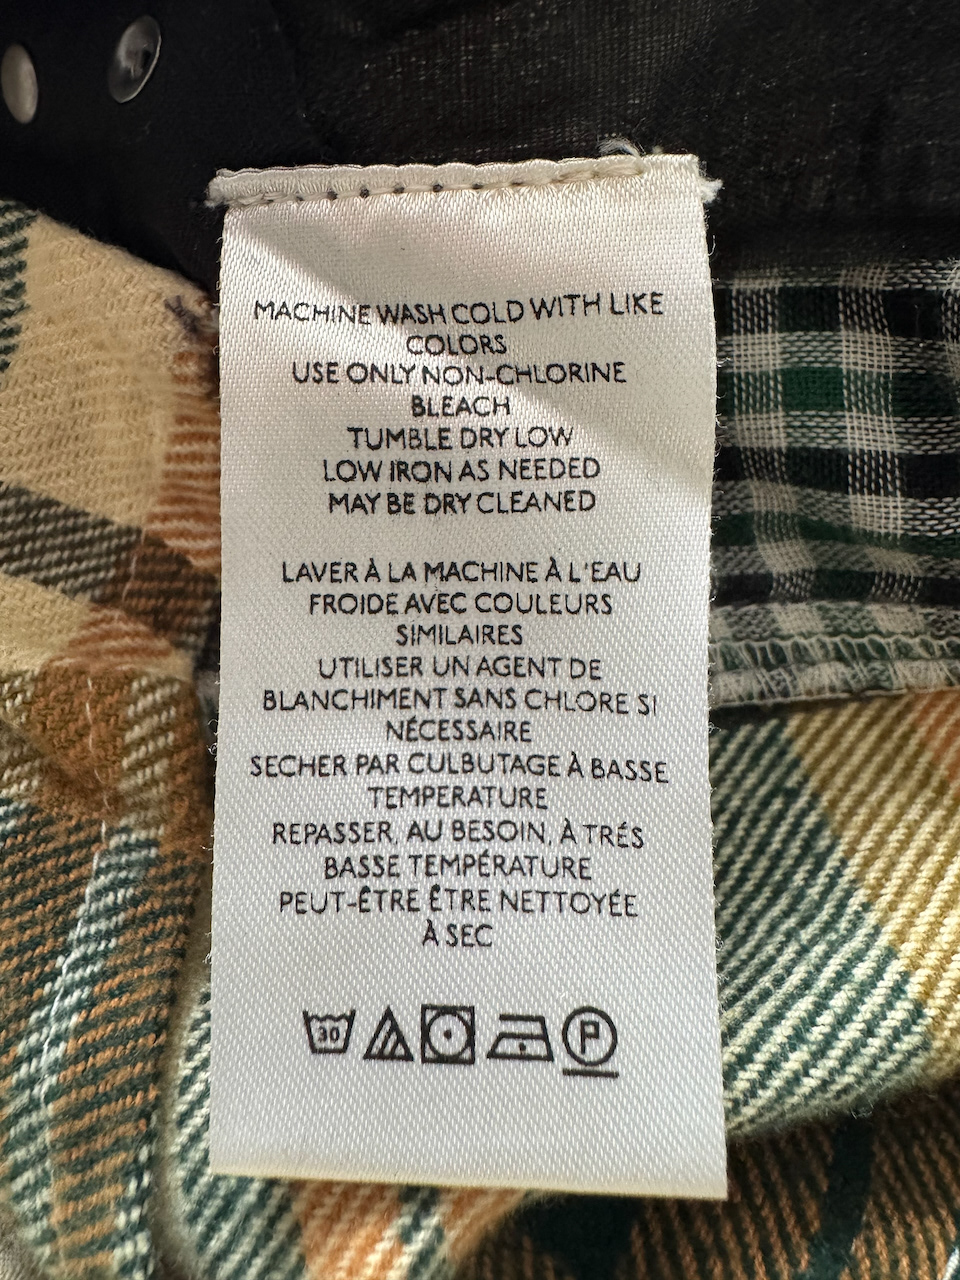 MACHINE WASH COLD WITH LIKE
COLORS
USE ONLY NON-CHLORINE
BLEACH
TUMBLE DRY LOW
LOW IRON AS NEEDED
MAY BE DRY CLEANED
LAVER À LA MACHINE À L'EAU
FROIDE AVEC COULEURS
SIMILAIRES
UTILISER UN AGENT DE
BLANCHIMENT SANS CHLORE SI
NÉCESSAIRE
SECHER PAR CULBUTAGE À BASSE
TEMPERATURE
REPASSER, AU BESOIN, À TRÉS
BASSE TEMPÉRATURE
PEUT-ÊTRE ÊTRE NETTOYÉE
À SEC
30 P